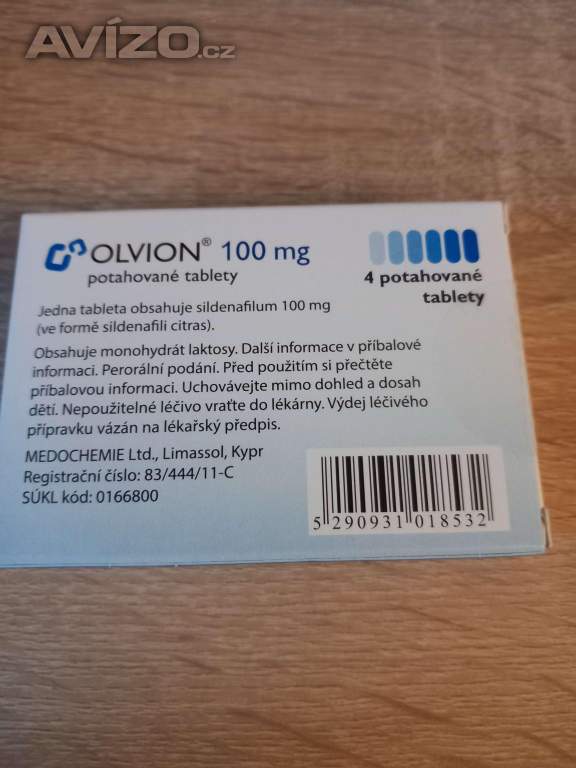 AVÍZO.cz
OLVION® 100 mg
potahované tablety
4 potahované
tablety
Jedna tableta obsahuje sildenafilum 100 mg
(ve formě sildenafili citras).
Obsahuje monohydrát laktosy. Další informace v příbalové
informaci. Perorální podání. Před použitím si přečtěte
příbalovou informaci. Uchovávejte mimo dohled a dosah
dětí. Nepoužitelné léčivo vraťte do lékárny. Výdej léčivého
přípravku vázán na lékařský předpis.
MEDOCHEMIE Ltd., Limassol, Kypr
Registrační číslo: 83/444/11-C
SÚKL kód: 0166800
5 290931 018532